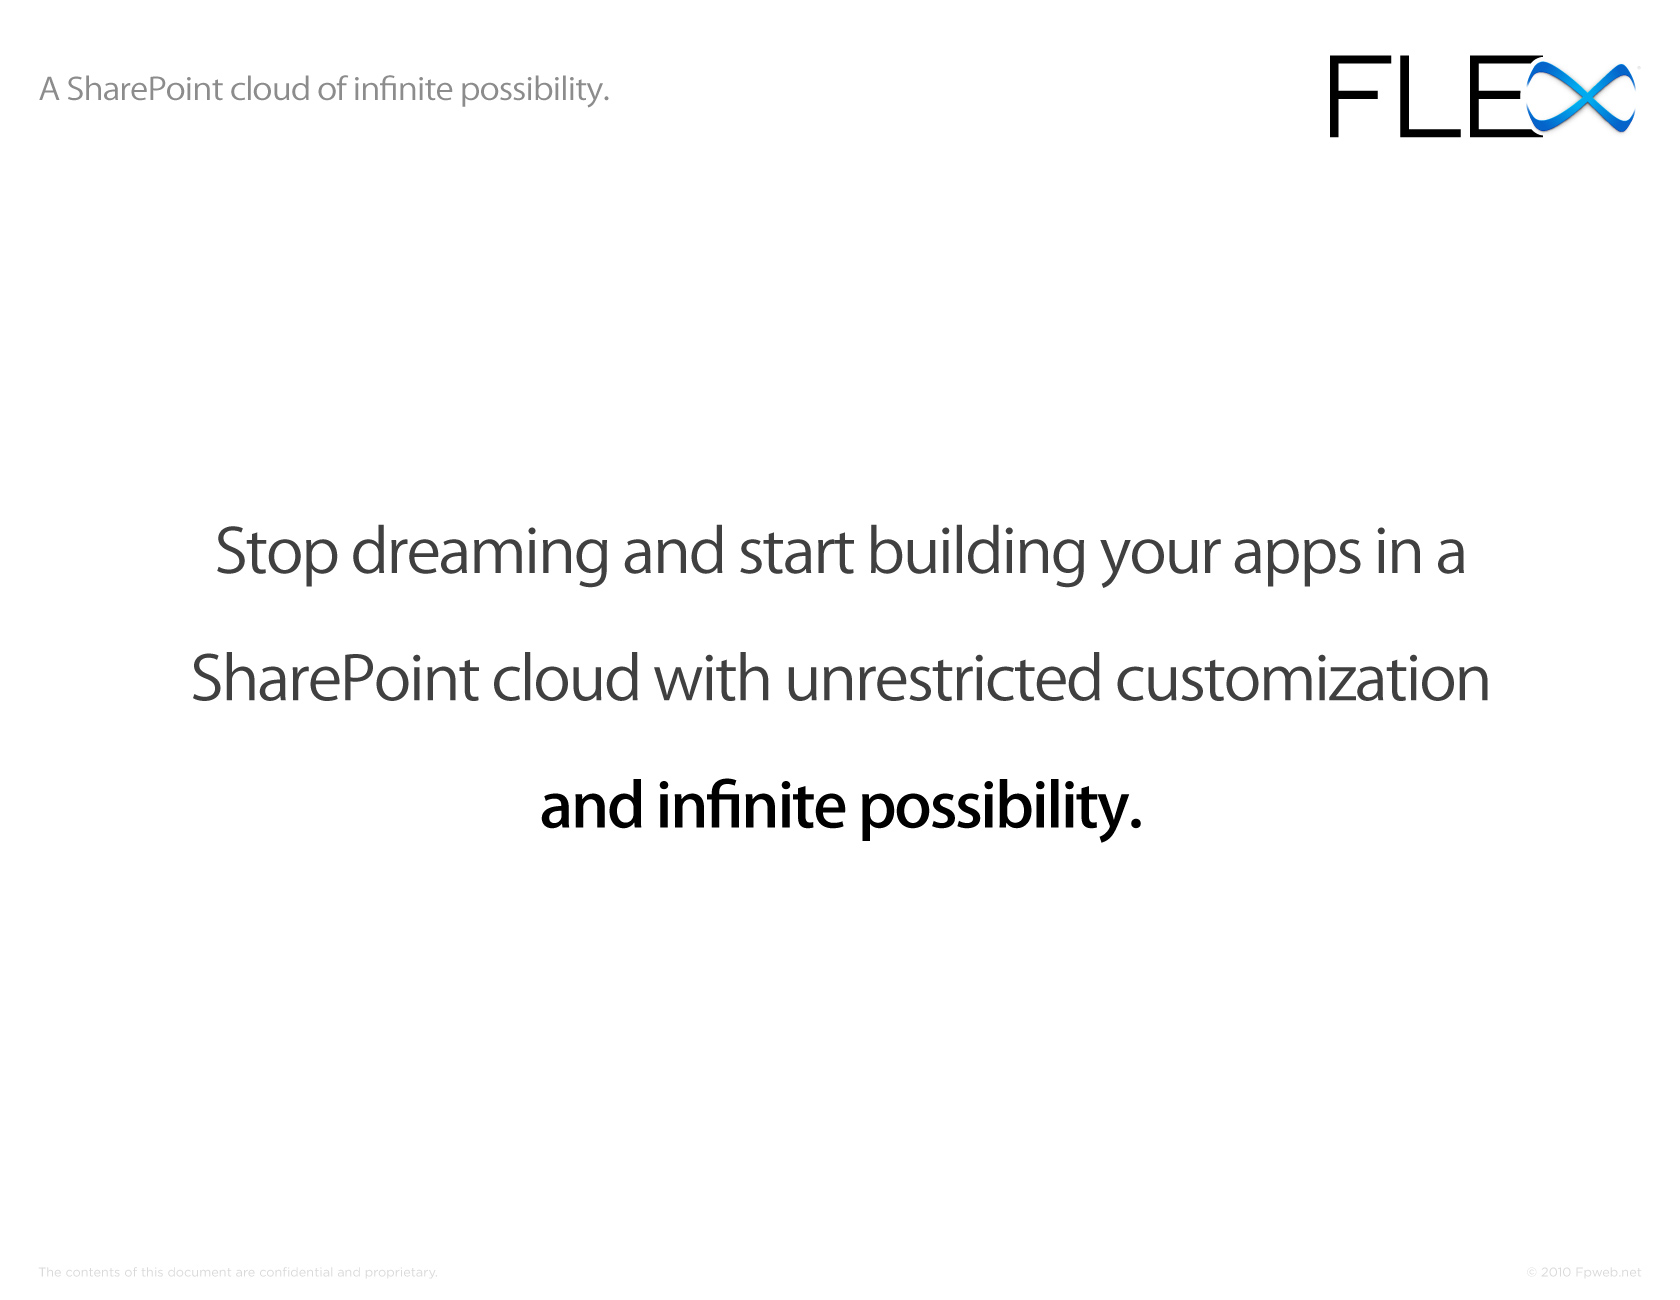 A SharePoint cloud of infinite possibility.
FLEX
Stop dreaming and start building your apps in a
SharePoint cloud with unrestricted customization
and infinite possibility.
The contents of this document are confidential and proprietary.
© 2010 Fpweb.net